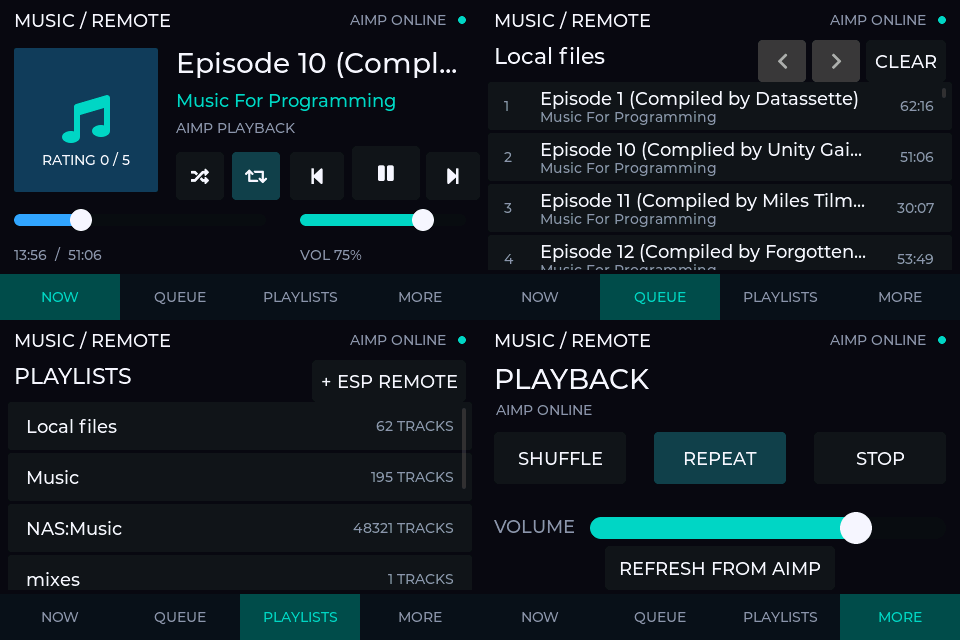 MUSIC / REMOTE
AIMP ONLINE
Episode 10 (Compl...
Music For Programming
AIMP PLAYBACK
RATING 0 / 5
13:56 / 51:06
VOL 75%
NOW QUEUE PLAYLISTS MORE
MUSIC / REMOTE
AIMP ONLINE
Local files
CLEAR
1 Episode 1 (Compiled by Datassette) 62:16
Music For Programming
2 Episode 10 (Complied by Unity Gai... 51:06
Music For Programming
3 Episode 11 (Compiled by Miles Tilm... 30:07
Music For Programming
4 Episode 12 (Compiled by Forgotten... 53:49
Music For Programming
NOW QUEUE PLAYLISTS MORE
MUSIC / REMOTE
AIMP ONLINE
PLAYLISTS
+ ESP REMOTE
Local files 62 TRACKS
Music 195 TRACKS
NAS:Music 48321 TRACKS
mixes 1 TRACKS
NOW QUEUE PLAYLISTS MORE
MUSIC / REMOTE
AIMP ONLINE
PLAYBACK
AIMP ONLINE
SHUFFLE REPEAT STOP
VOLUME
REFRESH FROM AIMP
NOW QUEUE PLAYLISTS MORE